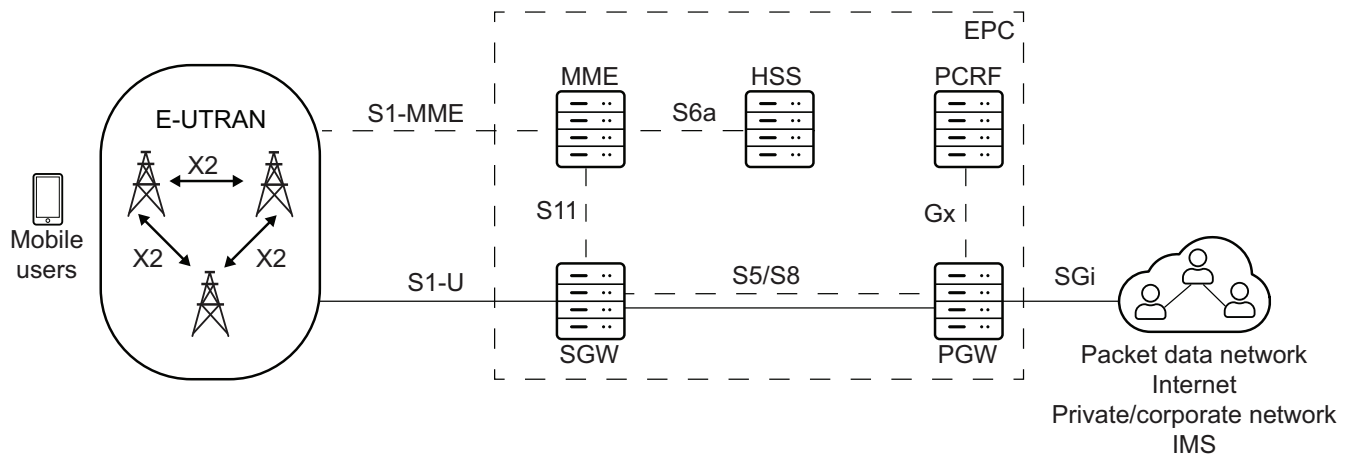 EPC
MME
HSS
PCRF
E-UTRAN
S1-MME
S6a
X2
S11
Gx
Mobile
users
X2
X2
S1-U
S5/S8
SGi
SGW
PGW
Packet data network
Internet
Private/corporate network
IMS